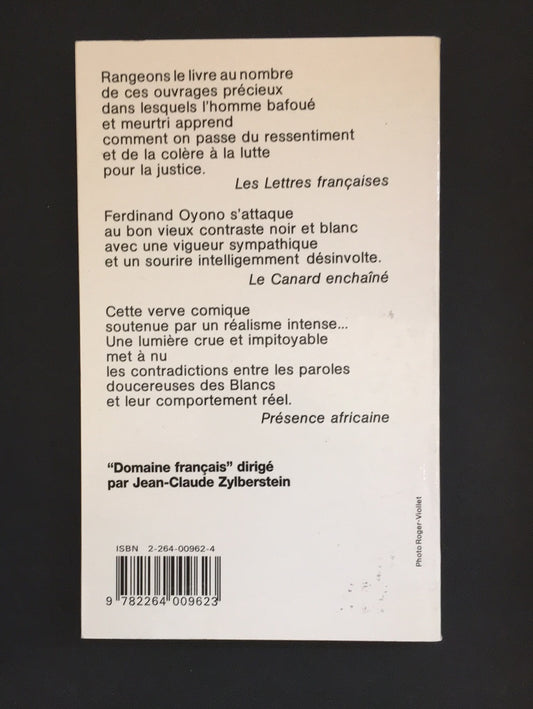 Rangeons le livre au nombre
de ces ouvrages précieux
dans lesquels l'homme bafoué
et meurtri apprend
comment on passe du ressentiment
et de la colère à la lutte
pour la justice.
Les Lettres françaises
Ferdinand Oyono s'attaque
au bon vieux contraste noir et blanc
avec une vigueur sympathique
et un sourire intelligemment désinvolte.
Le Canard enchaîné
Cette verve comique
soutenue par un réalisme intense...
Une lumière crue et impitoyable
met à nu
les contradictions entre les paroles
doucereuses des Blancs
et leur comportement réel.
Présence africaine
"Domaine français" dirigé
par Jean-Claude Zylberstein
Photo Roger-Viollet
ISBN 2-264-00962-4
9 782264 009623